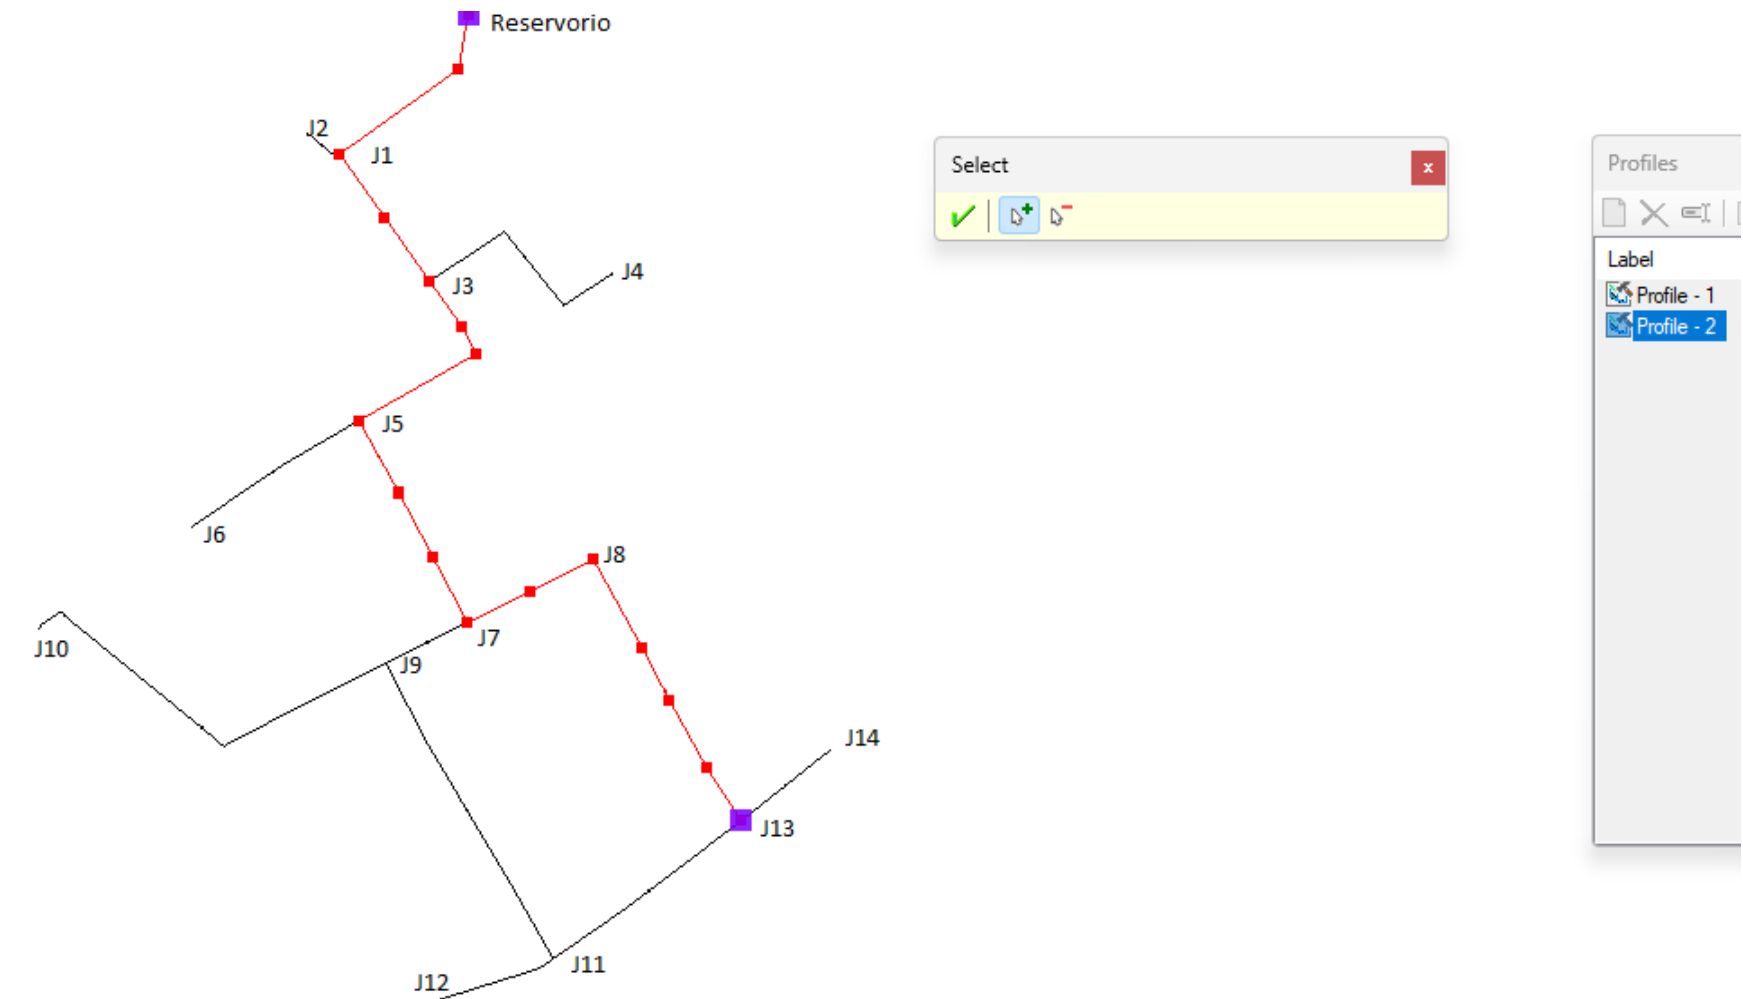 Reservorio
J2
J1
J3
J4
J5
J6
J8
J7
J9
J10
J14
J13
J11
J12
Select
x
Profiles
Label
Profile - 1
Profile - 2